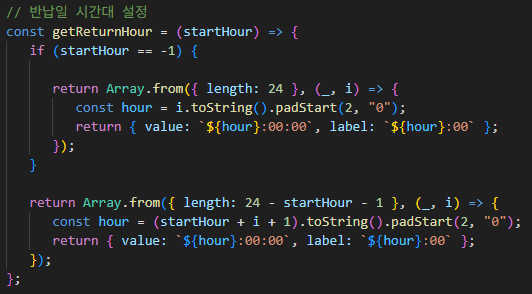 // 반납일 시간대 설정
const getReturnHour = (startHour) => {
if (startHour == -1) {
return Array.from({ length: 24 }, (_, i) => {
const hour = i.toString().padStart(2, "0");
return { value: `${hour}:00:00`, label: `${hour}:00` };
});
}
return Array.from({ length: 24 - startHour - 1 }, (_, i) => {
const hour = (startHour + i + 1).toString().padStart(2, "0");
return { value: `${hour}:00:00`, label: `${hour}:00` };
});
};